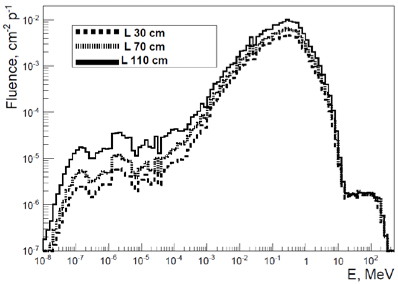 Fluence, cm⁻² p⁻¹
10⁻²
10⁻³
10⁻⁴
10⁻⁵
10⁻⁶
10⁻⁷
L 30 cm
L 70 cm
L 110 cm
10⁻⁸ 10⁻⁷ 10⁻⁶ 10⁻⁵ 10⁻⁴ 10⁻³ 10⁻² 10⁻¹ 1 10 10²
E, MeV